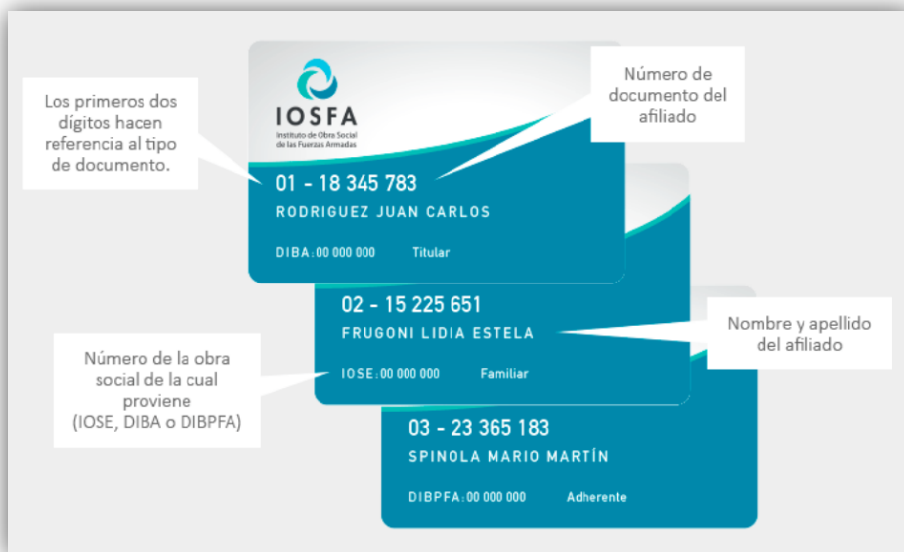 Los primeros dos
dígitos hacen
referencia al tipo
de documento.
IOSFA
Instituto de Obra Social
de las Fuerzas Armadas
Número de
documento del
afiliado
01 - 18 345 783
RODRIGUEZ JUAN CARLOS
DIBA: 00 000 000 Titular
02 - 15 225 651
FRUGONI LIDIA ESTELA
IOSE: 00 000 000 Familiar
Nombre y apellido
del afiliado
Número de la obra
social de la cual
proviene
(IOSE, DIBA o DIBPFA)
03 - 23 365 183
SPINOLA MARIO MARTÍN
DIBPFA: 00 000 000 Adherente